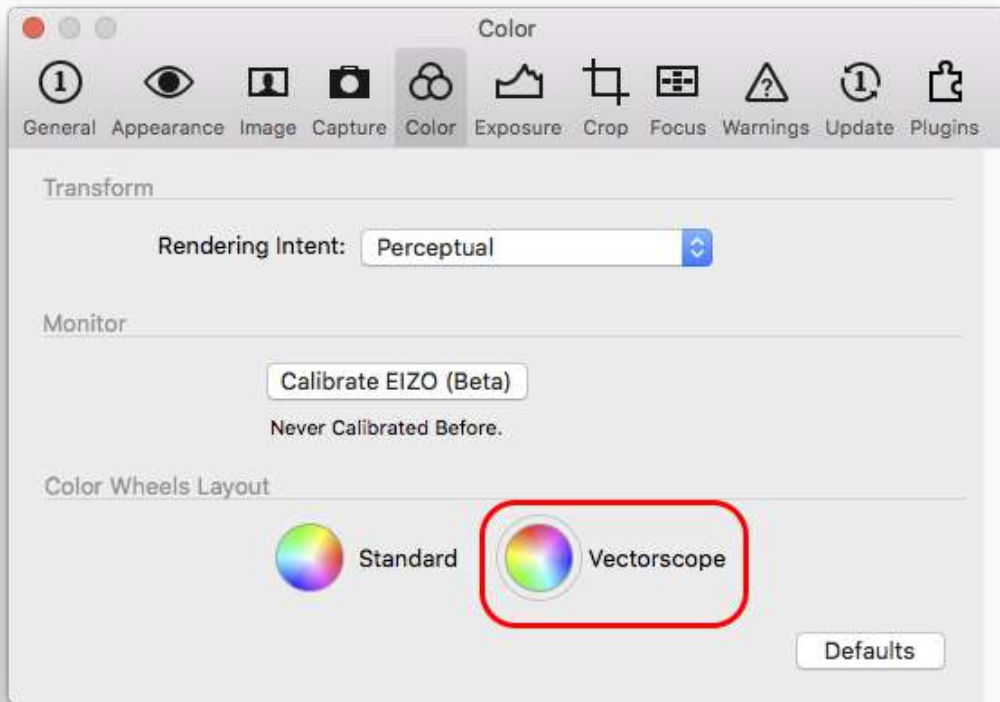 Color
General Appearance Image Capture Color Exposure Crop Focus Warnings Update Plugins
Transform
Rendering Intent: Perceptual
Monitor
Calibrate EIZO (Beta)
Never Calibrated Before.
Color Wheels Layout
Standard Vectorscope
Defaults